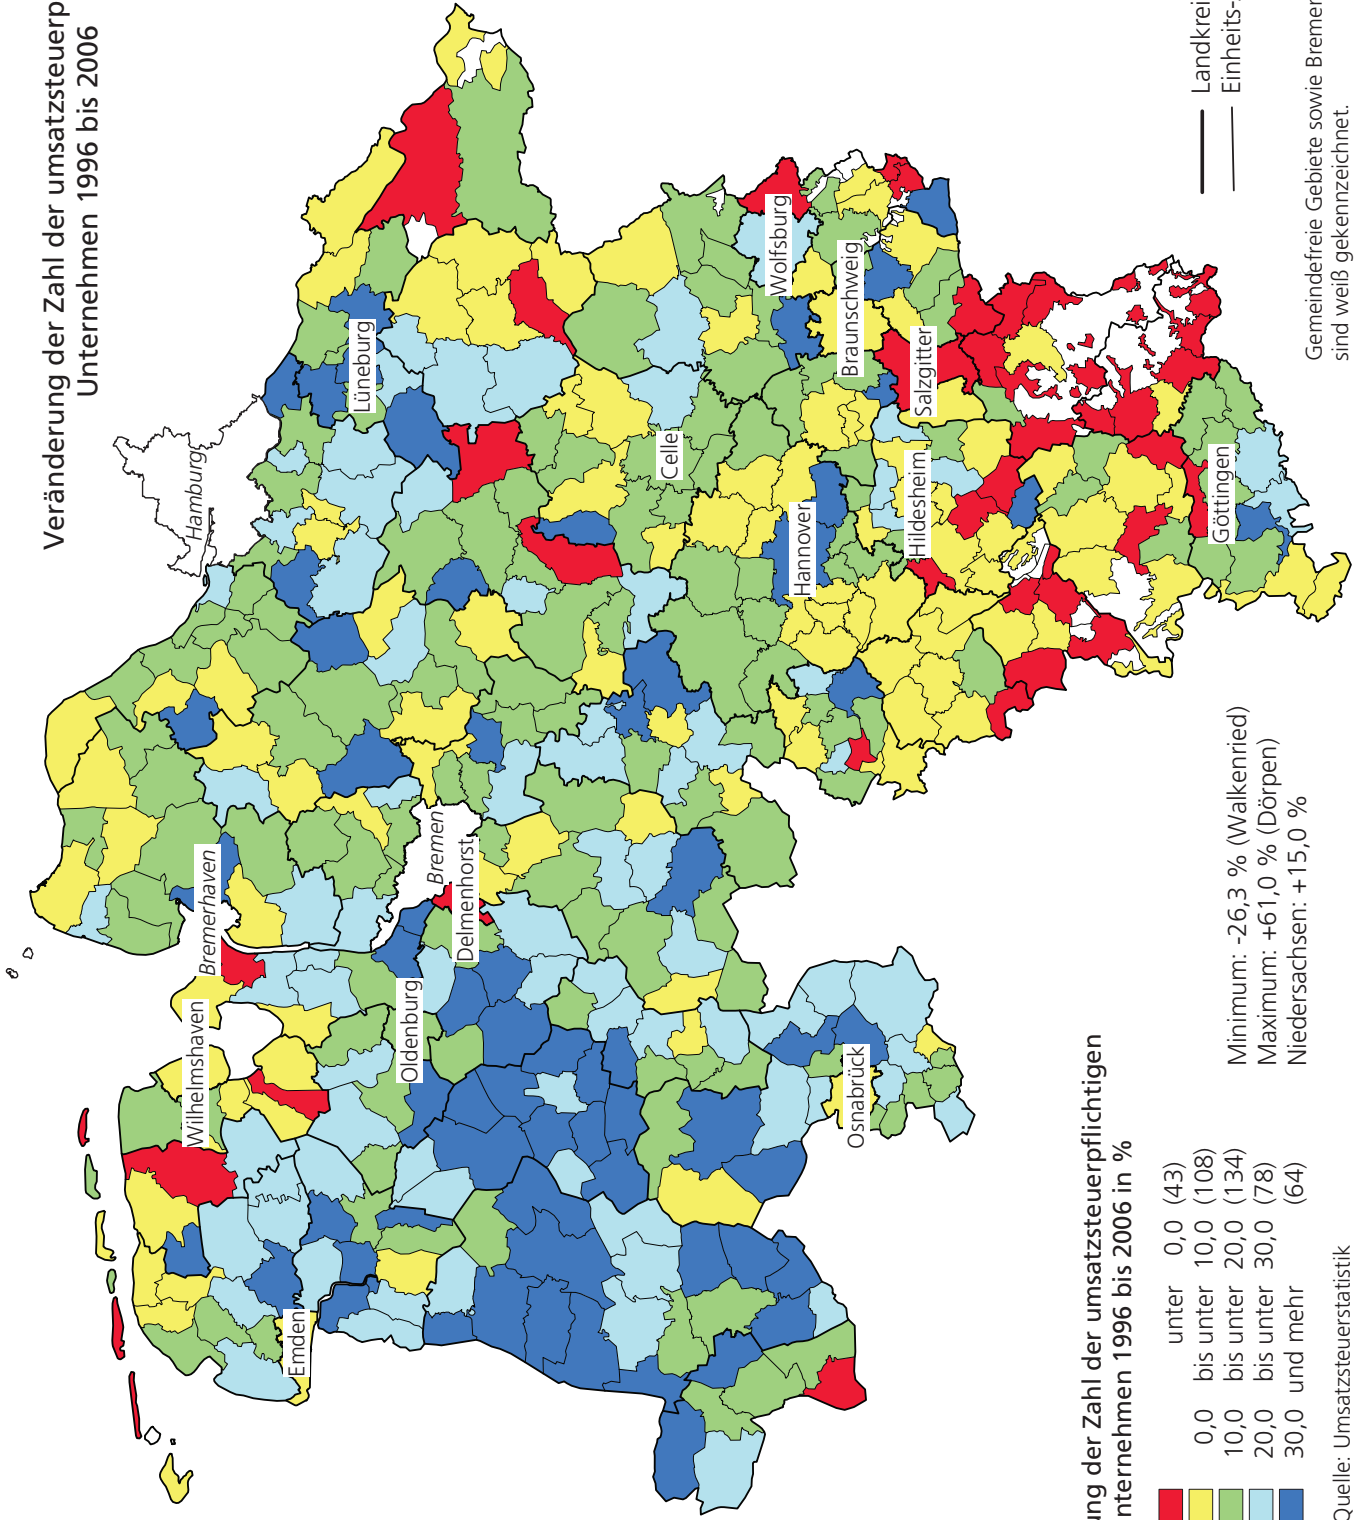 Veränderung der Zahl der umsatzsteuerp
Unternehmen 1996 bis 2006
Hamburg
Lüneburg
Bremerhaven
Wilhelmshaven
Emden
Bremen
Delmenhorst
Oldenburg
Celle
Wolfsburg
Braunschweig
Hannover
Salzgitter
Hildesheim
Osnabrück
Göttingen
ung der Zahl der umsatzsteuerpflichtigen
nternehmen 1996 bis 2006 in %
unter 0,0 (43)
0,0 bis unter 10,0 (108)
10,0 bis unter 20,0 (134)
20,0 bis unter 30,0 (78)
30,0 und mehr (64)
Minimum: -26,3 % (Walkenried)
Maximum: +61,0 % (Dörpen)
Niedersachsen: +15,0 %
Landkrei
Einheits-
Gemeindefreie Gebiete sowie Bremer
sind weiß gekennzeichnet.
Quelle: Umsatzsteuerstatistik